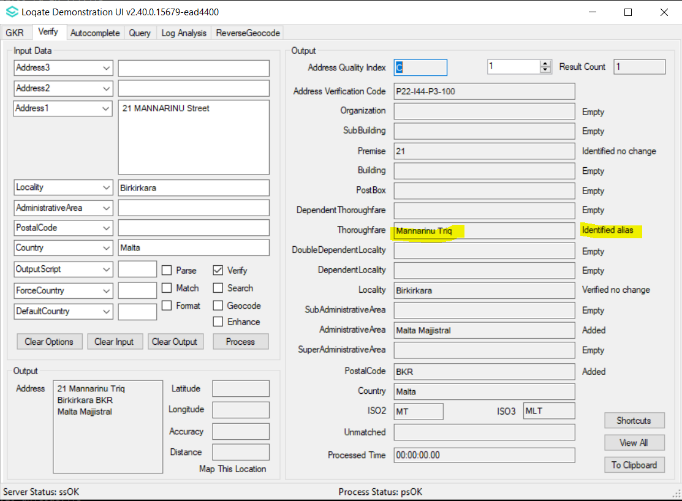 Loqate Demonstration UI v2.40.0.15679-ead4400
GKR Verify Autocomplete Query Log Analysis ReverseGeocode
Input Data
Address3
Address2
Address1 21 MANNARINU Street
Locality Birkirkara
AdministrativeArea
PostalCode
Country Malta
OutputScript Parse Verify
ForceCountry Match Search
DefaultCountry Format Geocode
Enhance
Clear Options Clear Input Clear Output Process
Output
Address 21 Mannarinu Triq
Birkirkara BKR
Malta Majjistral
Latitude
Longitude
Accuracy
Distance
Map This Location
Output
Address Quality Index C 1 Result Count 1
Address Verification Code P22-I44-P3-100
Organization Empty
SubBuilding Empty
Premise 21 Identified no change
Building Empty
PostBox Empty
DependentThoroughfare Empty
Thoroughfare Mannarinu Triq Identified alias
DoubleDependentLocality Empty
DependentLocality Empty
Locality Birkirkara Verified no change
SubAdministrativeArea Empty
AdministrativeArea Malta Majjistral Added
SuperAdministrativeArea Empty
PostalCode BKR Added
Country Malta
ISO2 MT ISO3 MLT
Unmatched
Processed Time 00:00:00.00
Shortcuts
View All
To Clipboard
Server Status: ssOK Process Status: psOK